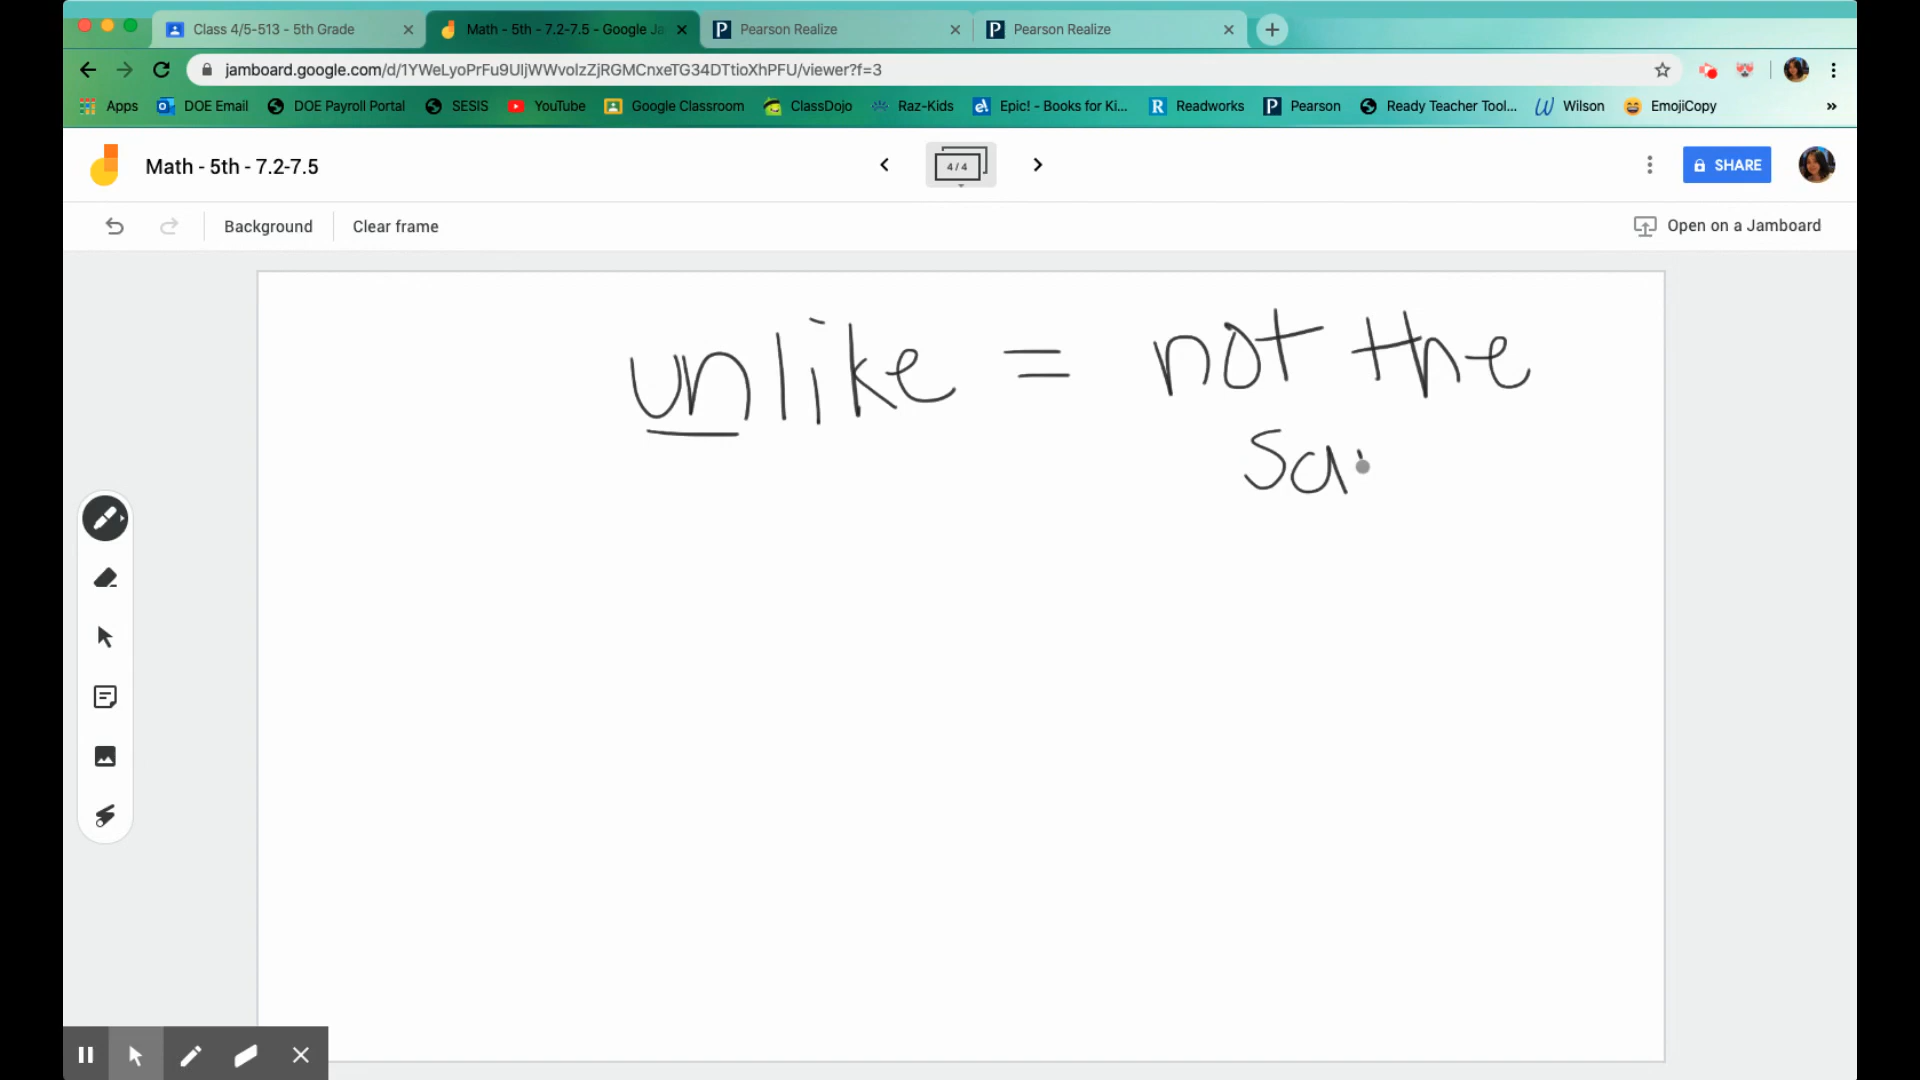 Class 4/5-513 - 5th Grade
Math - 5th - 7.2-7.5 - Google Ja
Pearson Realize
Pearson Realize
jamboard.google.com/d/1YWeLyoPrFu9UljWWvolzZjRGMCnxeTG34DTtioXhPFU/viewer?f=3
Apps DOE Email DOE Payroll Portal SESIS YouTube Google Classroom ClassDojo Raz-Kids Epic! - Books for Ki... Readworks Pearson Ready Teacher Tool... Wilson EmojiCopy »
Math - 5th - 7.2-7.5
4 / 4
SHARE
Background
Clear frame
Open on a Jamboard
unlike = not the
sa